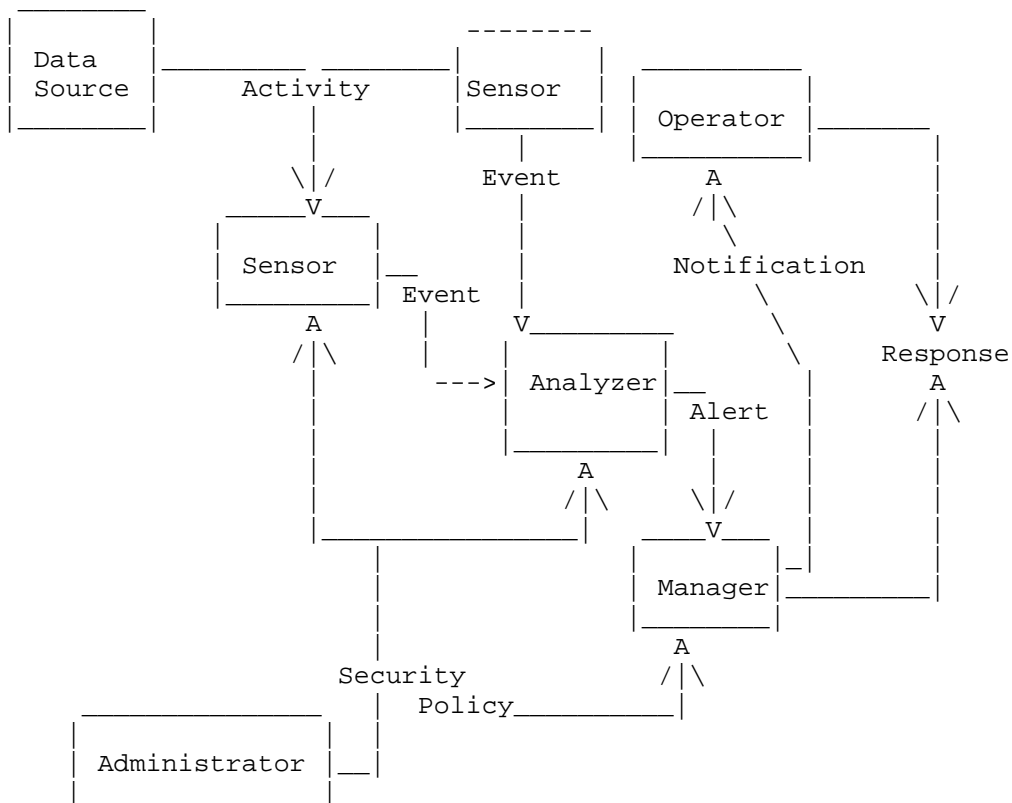 Data
Source
Activity
Sensor
Operator
Event
Sensor
Notification
Event
Response
Analyzer
Alert
Manager
Security
Policy
Administrator